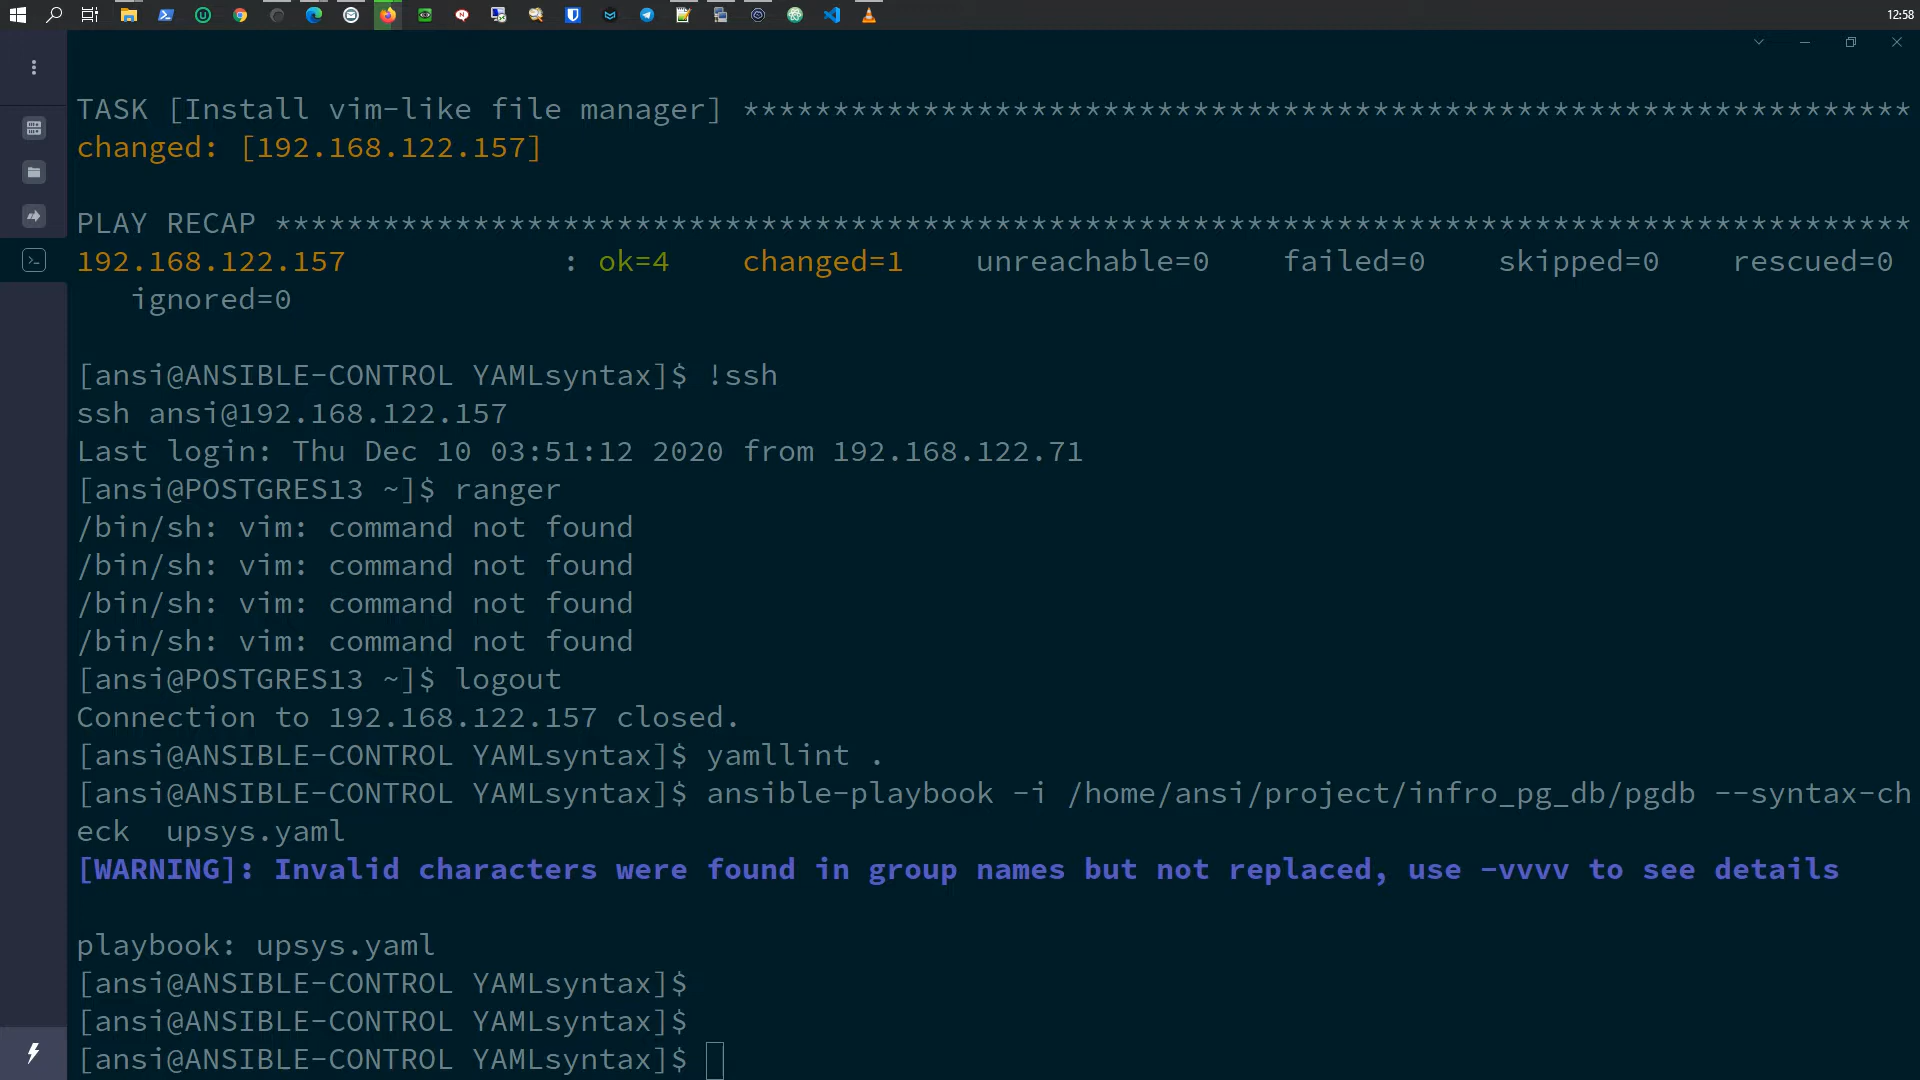 12:58
TASK [Install vim-like file manager] *****************************************************************
changed: [192.168.122.157]
PLAY RECAP *******************************************************************************************
192.168.122.157 : ok=4 changed=1 unreachable=0 failed=0 skipped=0 rescued=0
ignored=0
[ansi@ANSIBLE-CONTROL YAMLsyntax]$ !ssh
ssh ansi@192.168.122.157
Last login: Thu Dec 10 03:51:12 2020 from 192.168.122.71
[ansi@POSTGRES13 ~]$ ranger
/bin/sh: vim: command not found
/bin/sh: vim: command not found
/bin/sh: vim: command not found
/bin/sh: vim: command not found
[ansi@POSTGRES13 ~]$ logout
Connection to 192.168.122.157 closed.
[ansi@ANSIBLE-CONTROL YAMLsyntax]$ yamllint .
[ansi@ANSIBLE-CONTROL YAMLsyntax]$ ansible-playbook -i /home/ansi/project/infro_pg_db/pgdb --syntax-ch
eck  upsys.yaml
[WARNING]: Invalid characters were found in group names but not replaced, use -vvvv to see details
playbook: upsys.yaml
[ansi@ANSIBLE-CONTROL YAMLsyntax]$
[ansi@ANSIBLE-CONTROL YAMLsyntax]$
[ansi@ANSIBLE-CONTROL YAMLsyntax]$